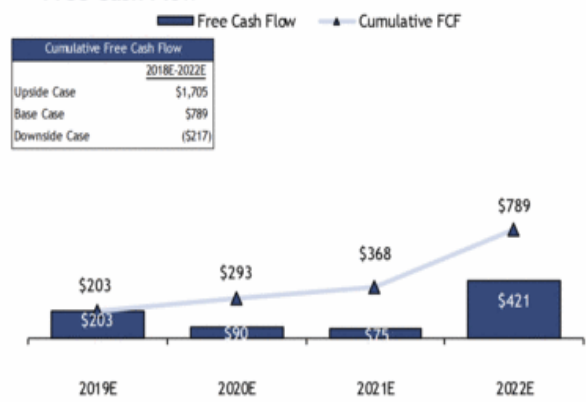 Free Cash Flow Cumulative FCF
Cumulative Free Cash Flow
2018E-2022E
Upside Case $1,705
Base Case $789
Downside Case ($217)
$789
$368
$293
$203
$421
$203
$90
$75
2019E 2020E 2021E 2022E